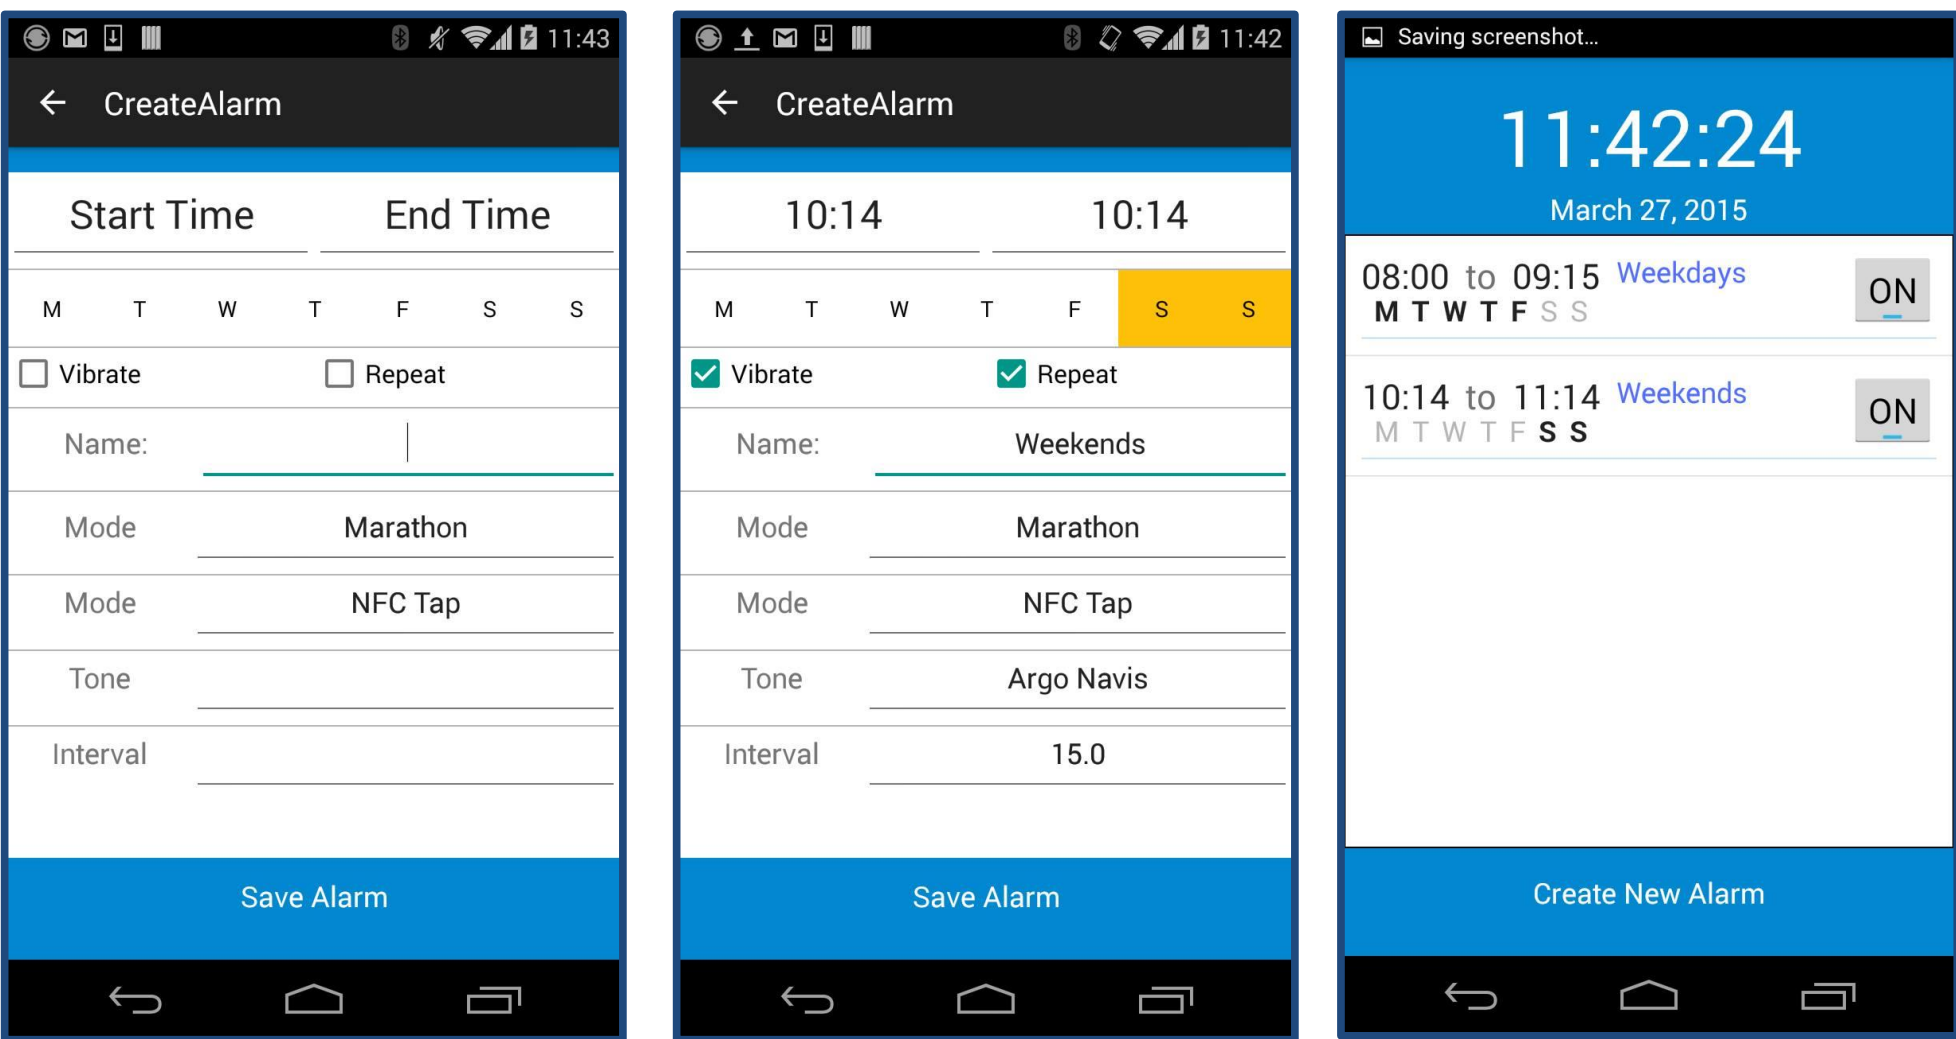 11:43
CreateAlarm
Start Time End Time
M T W T F S S
Vibrate Repeat
Name:
Mode Marathon
Mode NFC Tap
Tone
Interval
Save Alarm
11:42
CreateAlarm
10:14 10:14
M T W T F S S
Vibrate Repeat
Name: Weekends
Mode Marathon
Mode NFC Tap
Tone Argo Navis
Interval 15.0
Save Alarm
Saving screenshot...
11:42:24
March 27, 2015
08:00 to 09:15 Weekdays ON
M T W T F S S
10:14 to 11:14 Weekends ON
M T W T F S S
Create New Alarm